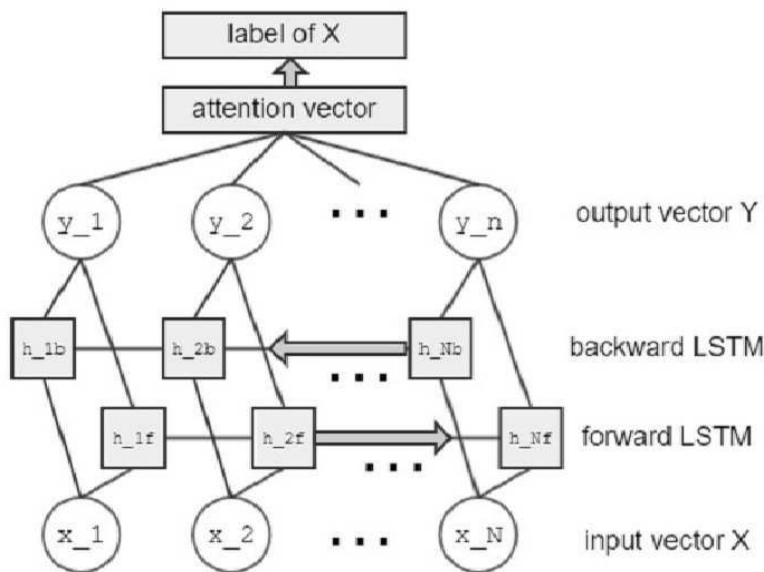 label of X
attention vector
y_1 y_2 ... y_n output vector Y
h_1b h_2b h_Nb backward LSTM
...
h_1f h_2f h_Nf forward LSTM
...
x_1 x_2 ... x_N input vector X